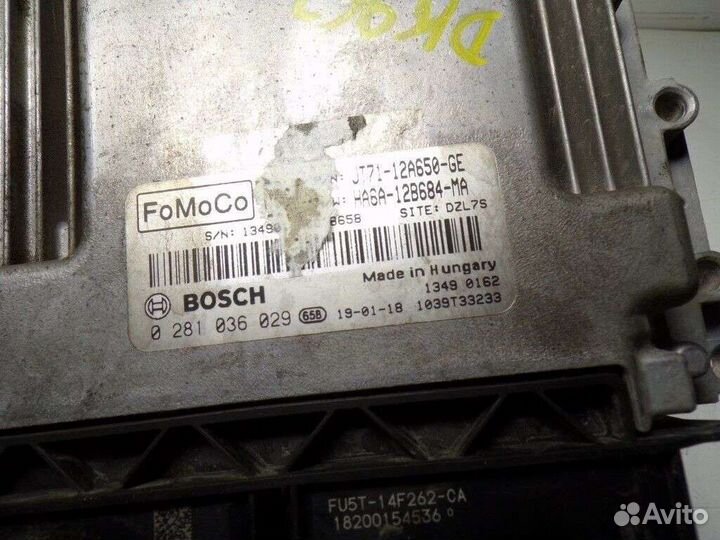 N: JT71-12A650-GE
FoMoCo W: HA6A-12B684-MA
S/N: 1349 8658 SITE: DZL7S
Made in Hungary
BOSCH 1349 0162
0 281 036 029 65B 19-01-18 1039T33233
FU5T-14F262-CA
18200154536
Avito